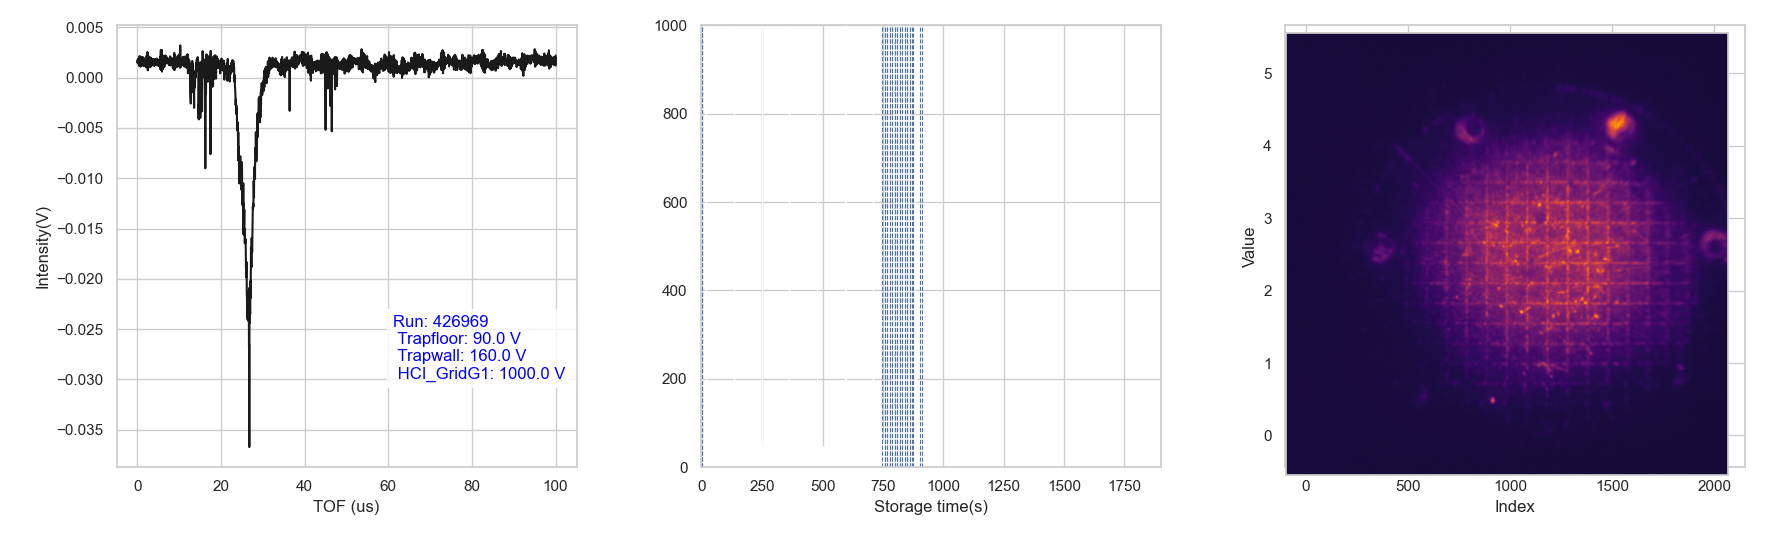 0.005
0.000
−0.005
−0.010
−0.015
−0.020
−0.025
−0.030
−0.035
Intensity(V)
0 20 40 60 80 100
TOF (us)
Run: 426969
Trapfloor: 90.0 V
Trapwall: 160.0 V
HCI_GridG1: 1000.0 V
1000
800
600
400
200
0
0 250 500 750 1000 1250 1500 1750
Storage time(s)
5
4
3
2
1
0
Value
0 500 1000 1500 2000
Index